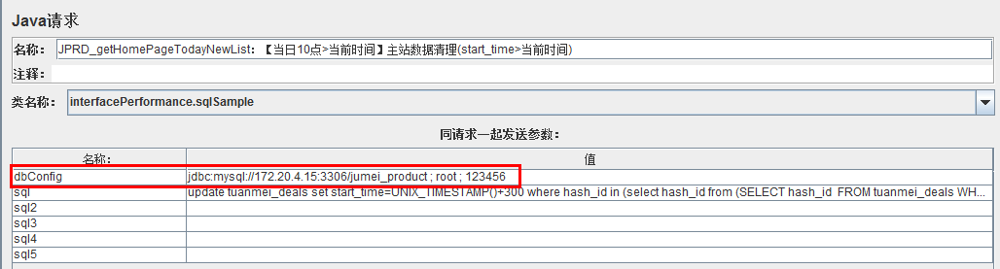 Java请求
名称： JPRD_getHomePageTodayNewList：【当日10点>当前时间】主站数据清理(start_time>当前时间)
注释：
类名称： interfacePerformance.sqlSample
同请求一起发送参数：
名称： 值
dbConfig jdbc:mysql://172.20.4.15:3306/jumei_product ; root ; 123456
sql update tuanmei_deals set start_time=UNIX_TIMESTAMP()+300 where hash_id in (select hash_id from (SELECT hash_id FROM tuanmei_deals WH...
sql2
sql3
sql4
sql5